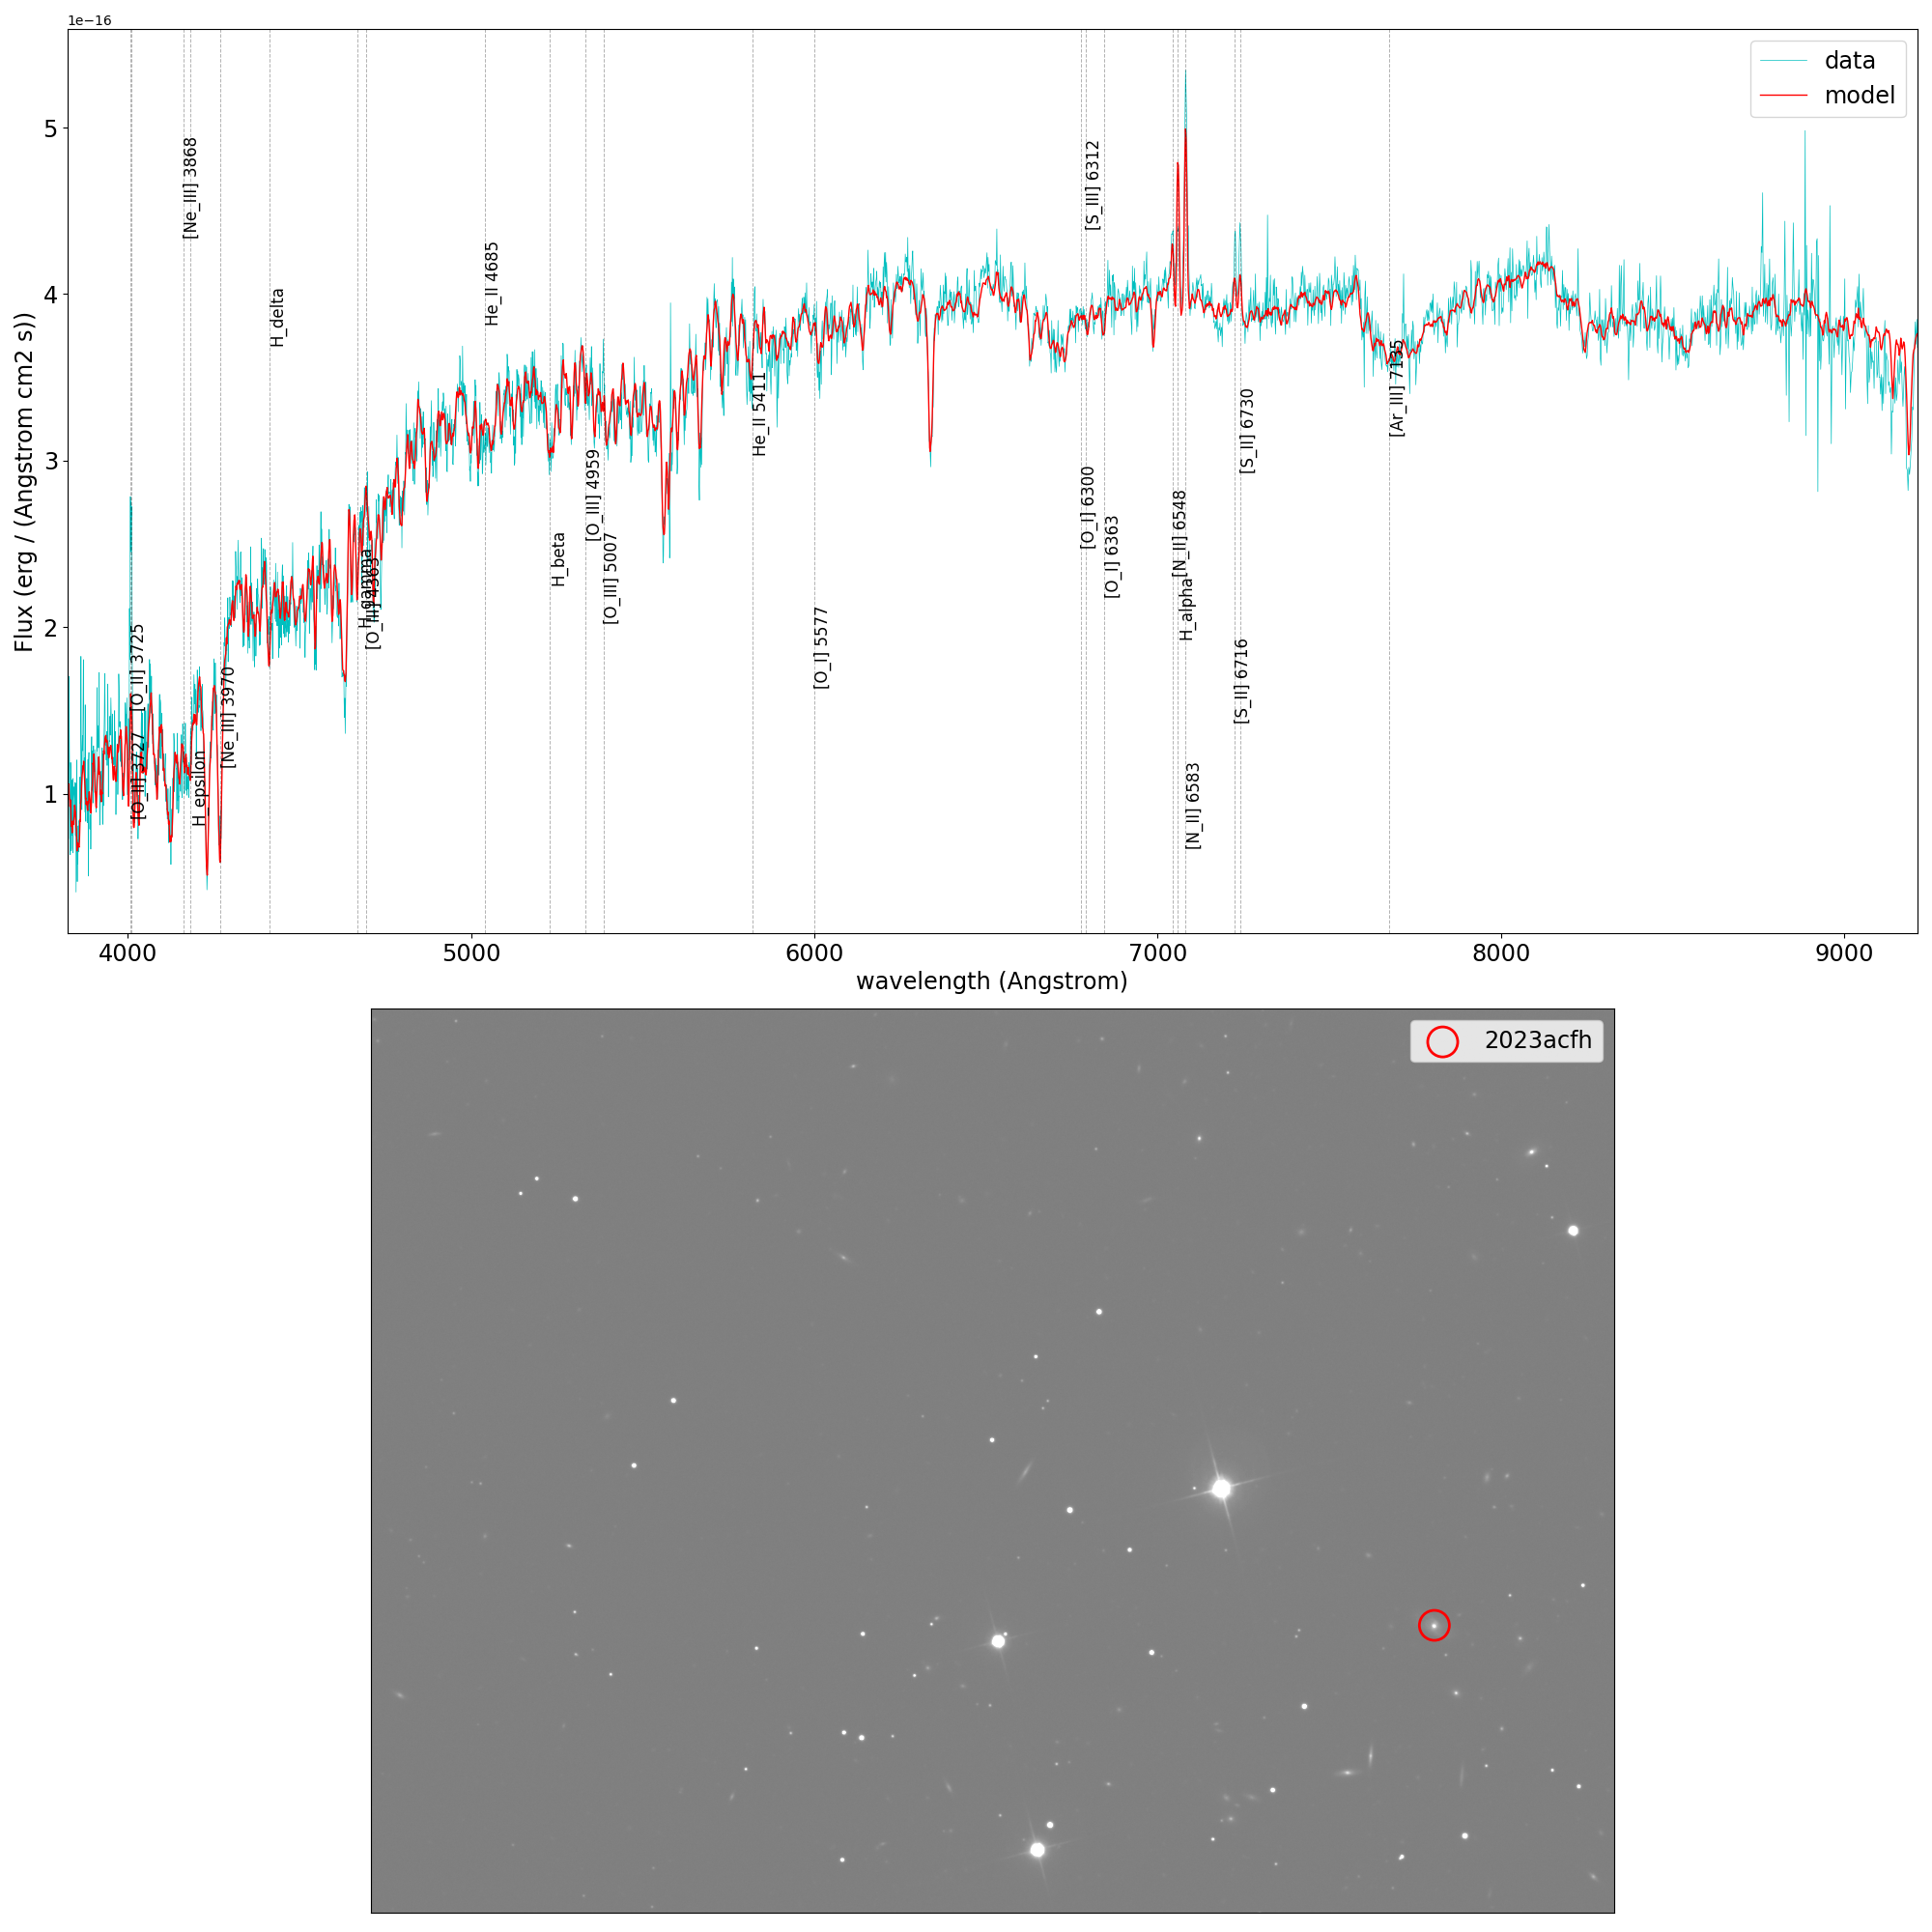 1e−16
data
model
5
4
3
2
1
Flux (erg / (Angstrom cm2 s))
[Ne_III] 3868
[S_III] 6312
He_II 4685
H_delta
[Ar_III] 7135
He_II 5411
[S_II] 6730
[O_III] 4959
[O_I] 6300
[N_II] 6548
[O_I] 6363
H_beta
[O_III] 5007
H_gamma
[O_III] 4363
H_alpha
[O_I] 5577
[O_II] 3725
[S_II] 6716
[Ne_III] 3970
[O_II] 3727
H_epsilon
[N_II] 6583
4000
5000
6000
7000
8000
9000
wavelength (Angstrom)
2023acfh